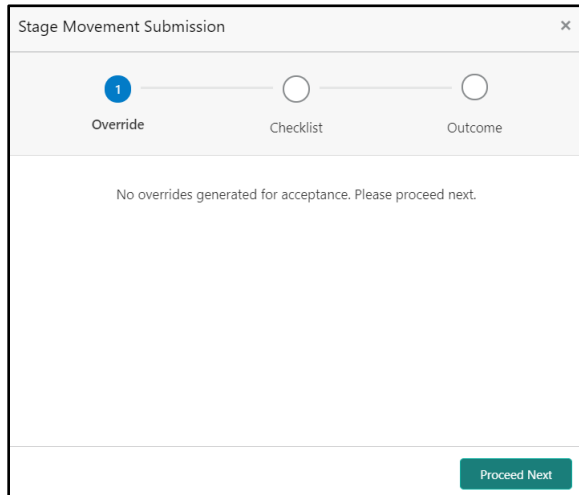 Stage Movement Submission
×
1
Override
Checklist
Outcome
No overrides generated for acceptance. Please proceed next.
Proceed Next